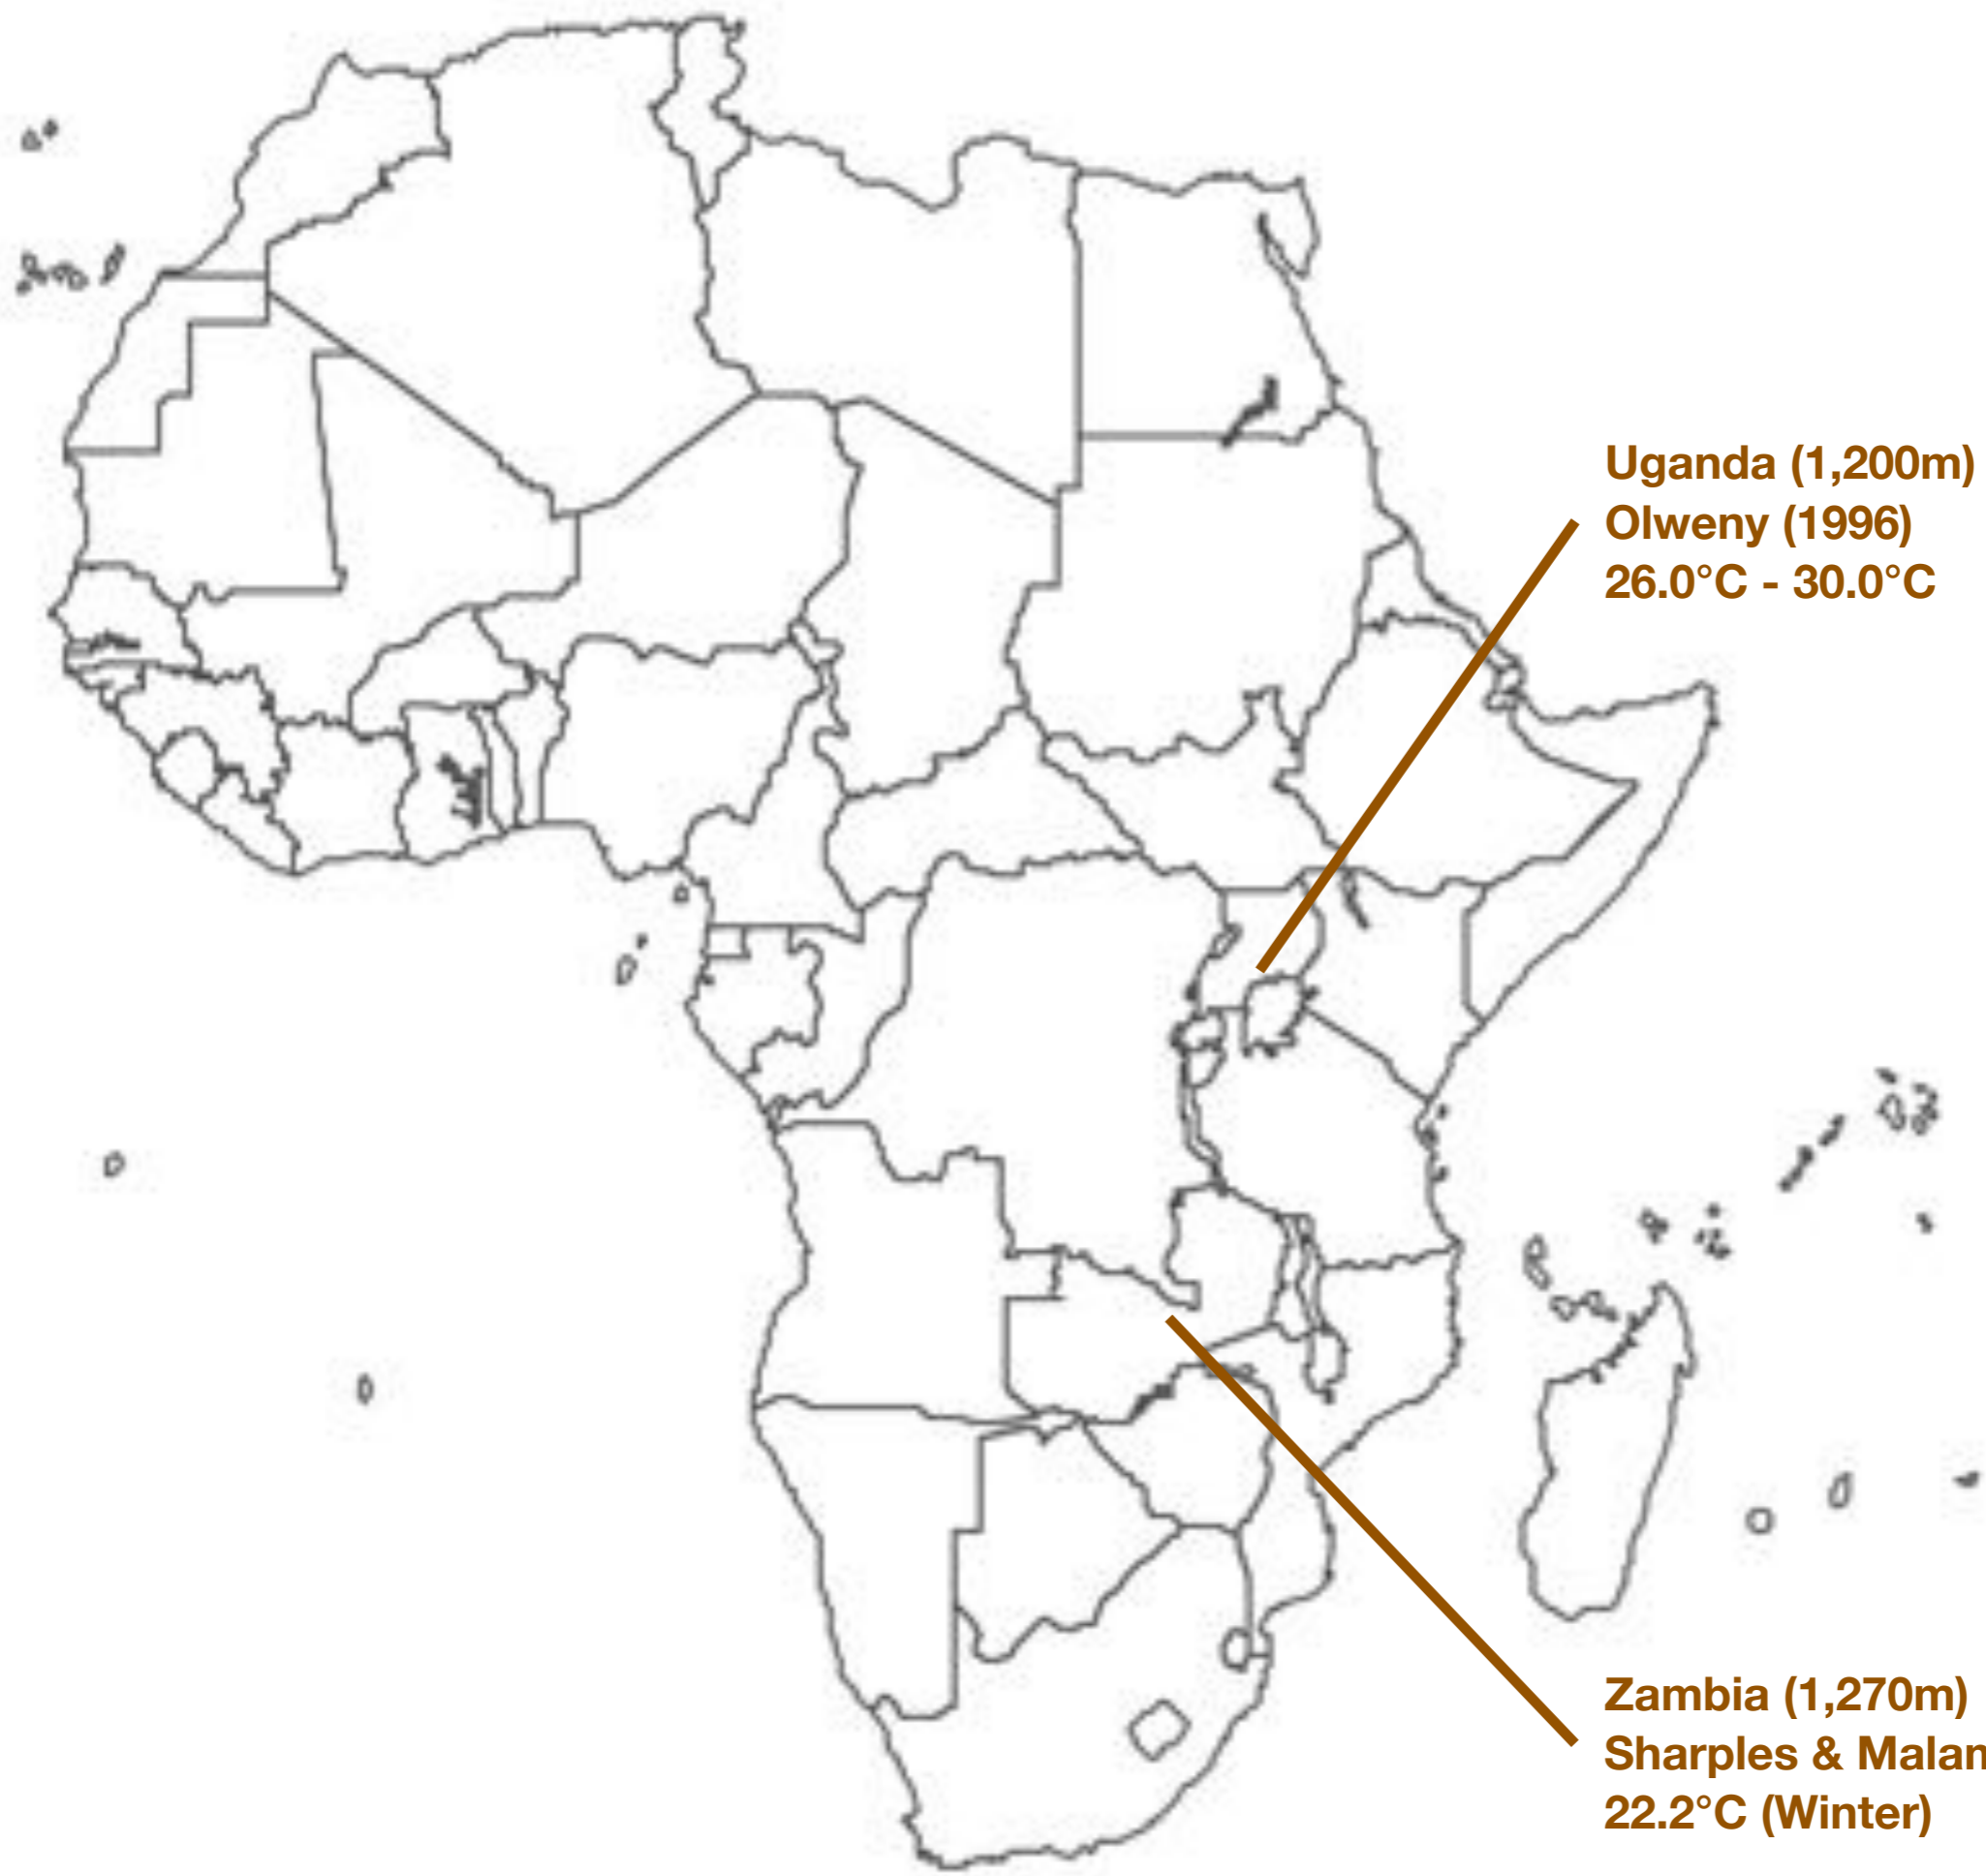 Uganda (1,200m)
Olweny (1996)
26.0°C - 30.0°C
Zambia (1,270m)
Sharples & Malan
22.2°C (Winter)